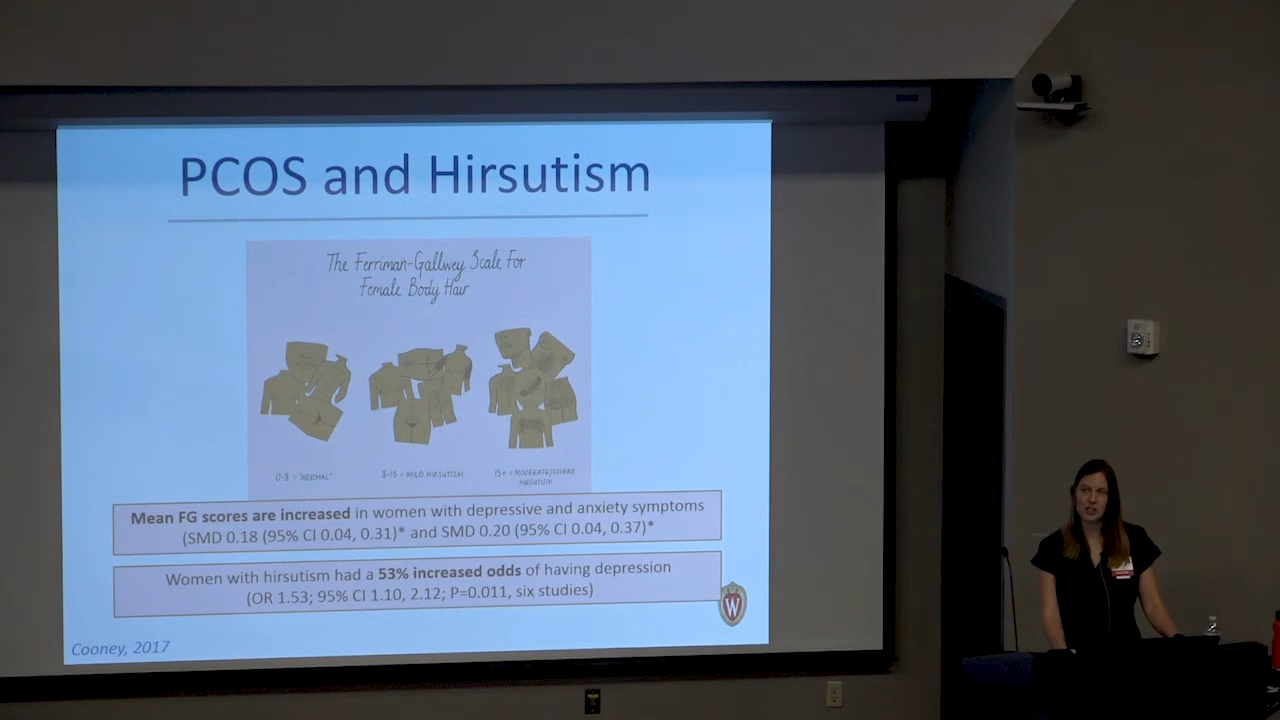 PCOS and Hirsutism
The Ferriman-Gallwey Scale For
Female Body Hair
0-8 = "NORMAL"
8-15 = MILD HIRSUTISM
15+ = MODERATE/SEVERE
HIRSUTISM
Mean FG scores are increased in women with depressive and anxiety symptoms
(SMD 0.18 (95% CI 0.04, 0.31)* and SMD 0.20 (95% CI 0.04, 0.37)*
Women with hirsutism had a 53% increased odds of having depression
(OR 1.53; 95% CI 1.10, 2.12; P=0.011, six studies)
W
Cooney, 2017